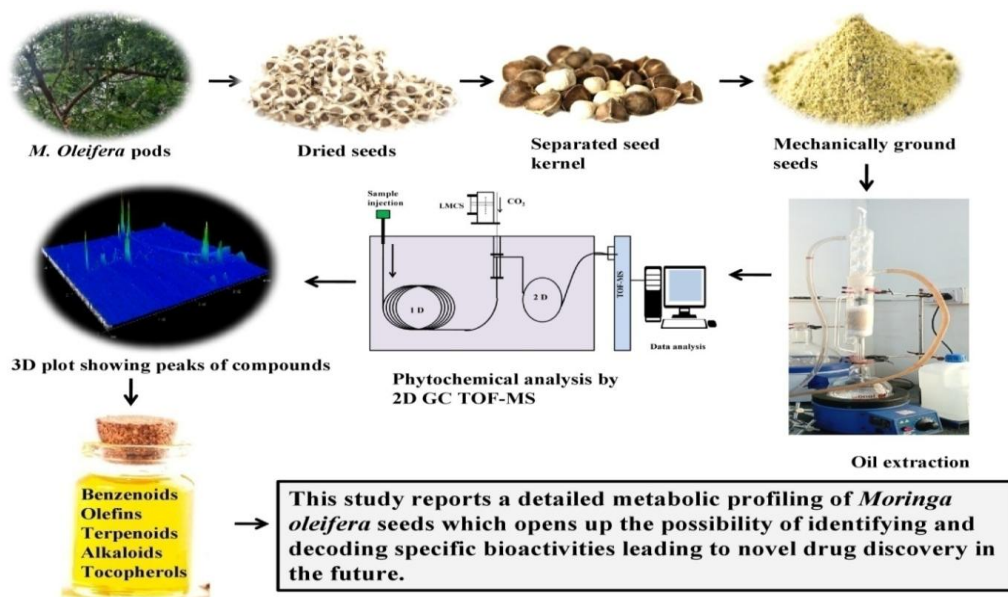 M. Oleifera pods
Dried seeds
Separated seed
kernel
Mechanically ground
seeds
Sample
injection
LMCS
CO₂
1 D
2 D
TOF-MS
Data analysis
3D plot showing peaks of compounds
Phytochemical analysis by
2D GC TOF-MS
Oil extraction
Benzenoids
Olefins
Terpenoids
Alkaloids
Tocopherols
This study reports a detailed metabolic profiling of Moringa
oleifera seeds which opens up the possibility of identifying and
decoding specific bioactivities leading to novel drug discovery in
the future.